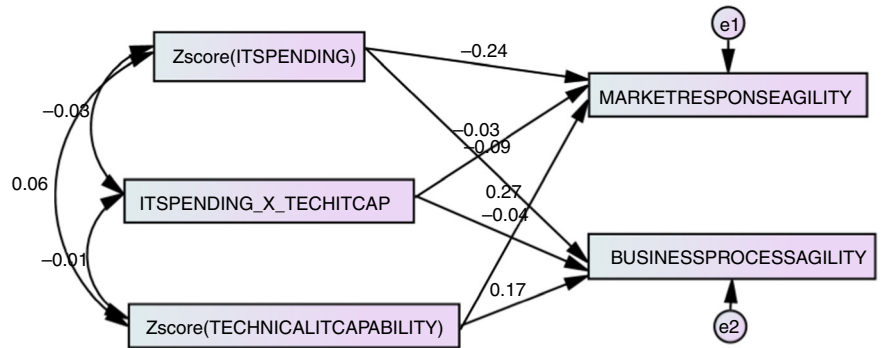 e1
Zscore(ITSPENDING)
–0.24
MARKETRESPONSEAGILITY
–0.03
–0.03
–0.09
0.06
ITSPENDING_X_TECHITCAP
0.27
–0.04
–0.01
BUSINESSPROCESSAGILITY
0.17
Zscore(TECHNICALITCAPABILITY)
e2